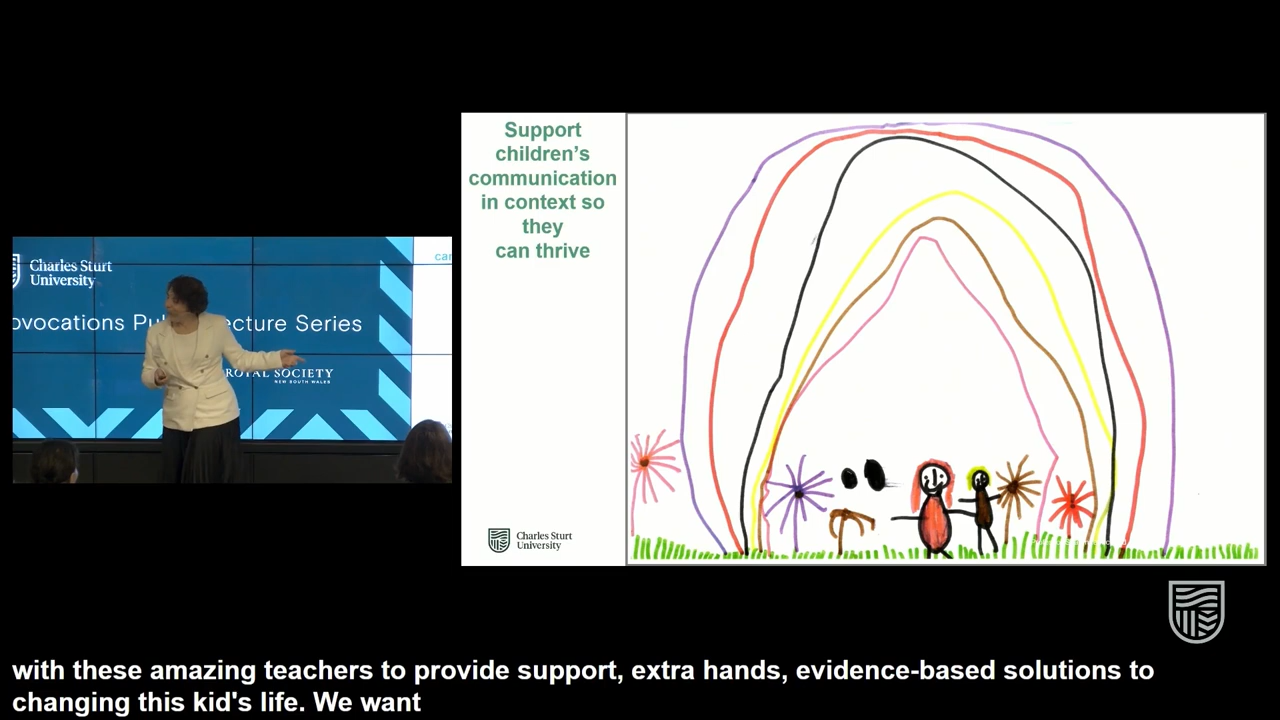 Support
children's
communication
in context so
they
can thrive
Charles Sturt
University
Charles Sturt
University
ovocations Pu ecture Series
ROYAL SOCIETY
NEW SOUTH WALES
with these amazing teachers to provide support, extra hands, evidence-based solutions to
changing this kid's life. We want